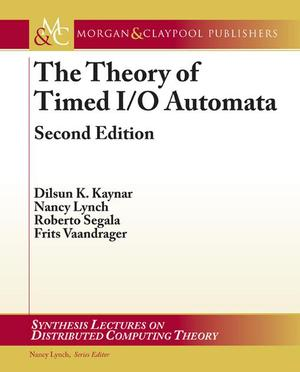 M&C
MORGAN & CLAYPOOL PUBLISHERS
The Theory of
Timed I/O Automata
Second Edition
Dilsun K. Kaynar
Nancy Lynch
Roberto Segala
Frits Vaandrager
SYNTHESIS LECTURES ON
DISTRIBUTED COMPUTING THEORY
Nancy Lynch, Series Editor